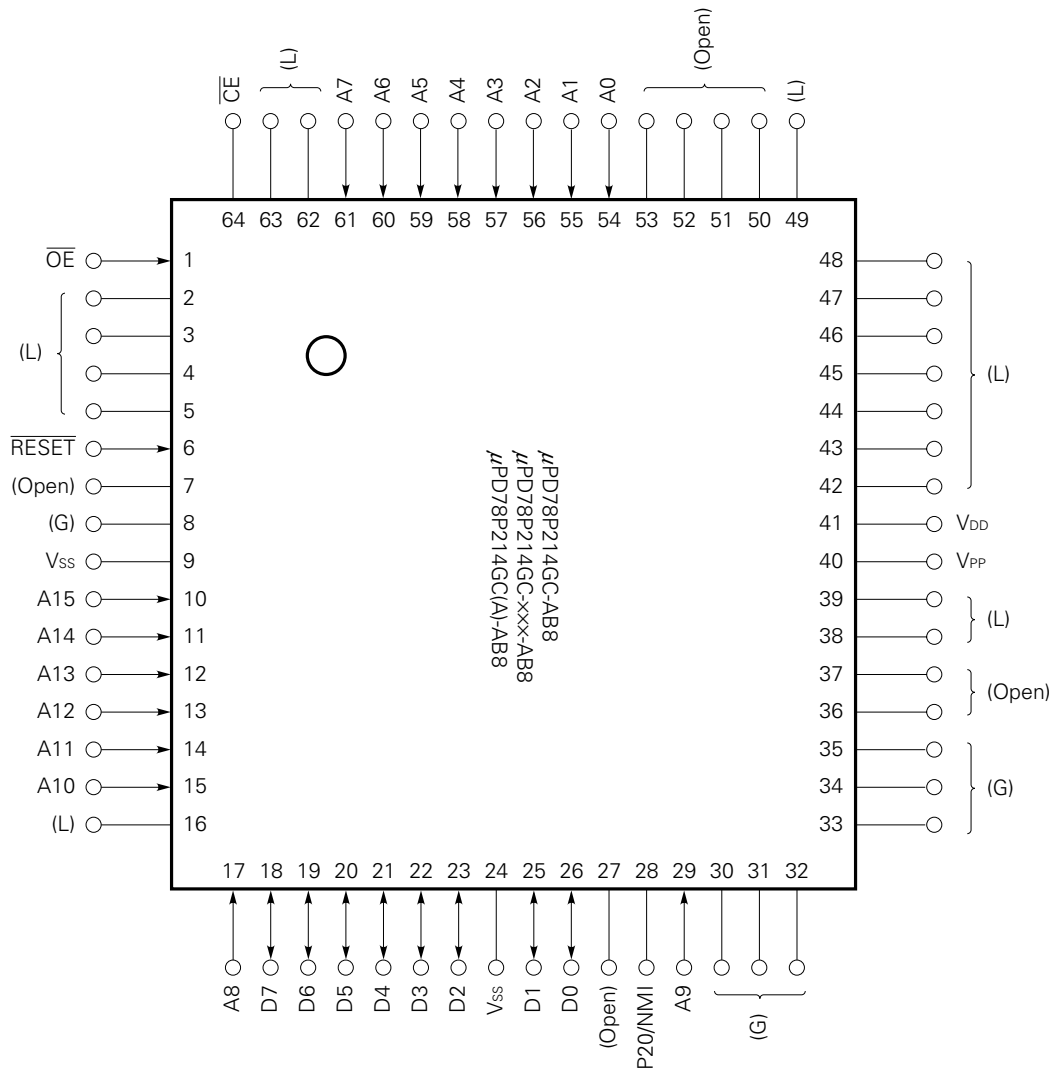 C̅E̅ (L) A7 A6 A5 A4 A3 A2 A1 A0 (Open) (L)
64 63 62 61 60 59 58 57 56 55 54 53 52 51 50 49
O̅E̅ 1 48
2 47
3 46
(L) 4 45 (L)
5 44
R̅E̅S̅E̅T̅ 6 43
(Open) 7 42
(G) 8 41 VDD
VSS 9 40 VPP
A15 10 39
(L)
A14 11 38
A13 12 37
(Open)
A12 13 36
A11 14 35
A10 15 34 (G)
(L) 16 33
µPD78P214GC-AB8
µPD78P214GC-×××-AB8
µPD78P214GC(A)-AB8
17 18 19 20 21 22 23 24 25 26 27 28 29 30 31 32
A8 D7 D6 D5 D4 D3 D2 VSS D1 D0 (Open) P20/NMI A9 (G)